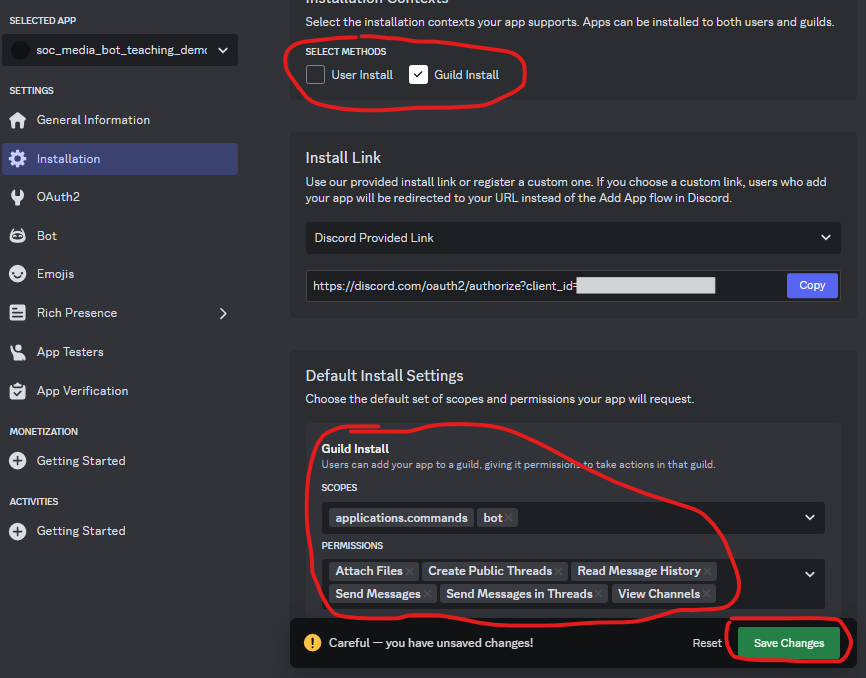 SELECTED APP
soc_media_bot_teaching_demo
SETTINGS
General Information
Installation
OAuth2
Bot
Emojis
Rich Presence
App Testers
App Verification
MONETIZATION
Getting Started
ACTIVITIES
Getting Started
Installation Contexts
Select the installation contexts your app supports. Apps can be installed to both users and guilds.
SELECT METHODS
User Install
Guild Install
Install Link
Use our provided install link or register a custom one. If you choose a custom link, users who add
your app will be redirected to your URL instead of the Add App flow in Discord.
Discord Provided Link
https://discord.com/oauth2/authorize?client_id=
Copy
Default Install Settings
Choose the default set of scopes and permissions your app will request.
Guild Install
Users can add your app to a guild, giving it permissions to take actions in that guild.
SCOPES
applications.commands bot
PERMISSIONS
Attach Files Create Public Threads Read Message History
Send Messages Send Messages in Threads View Channels
Careful — you have unsaved changes!
Reset
Save Changes